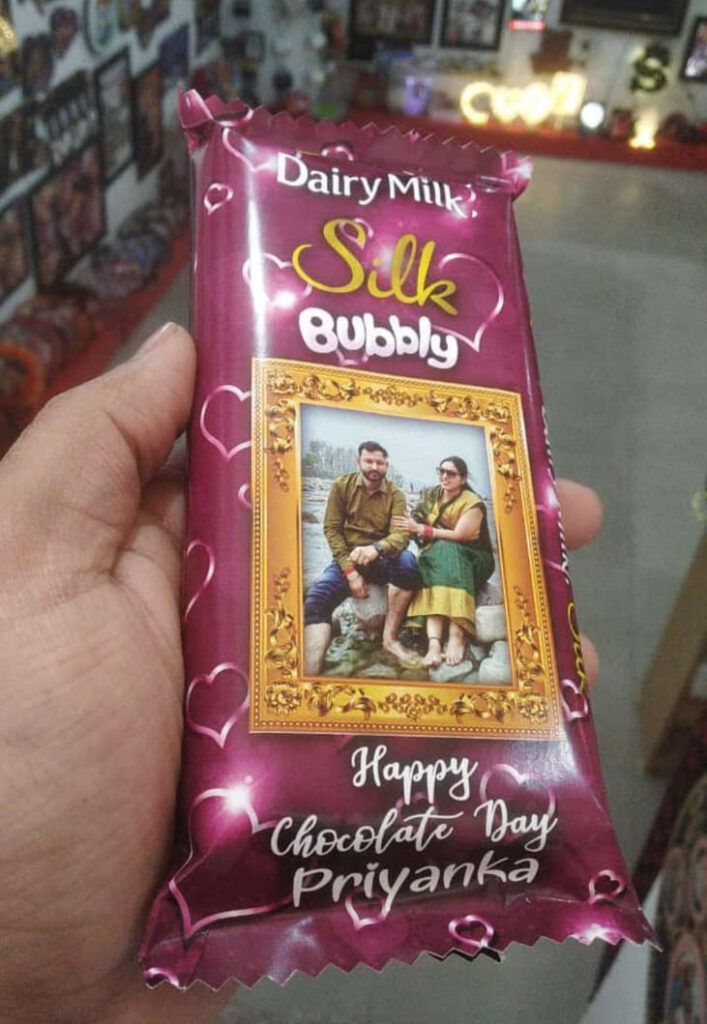 Dairy Milk
Silk
Bubbly
Happy
Chocolate Day
Priyanka